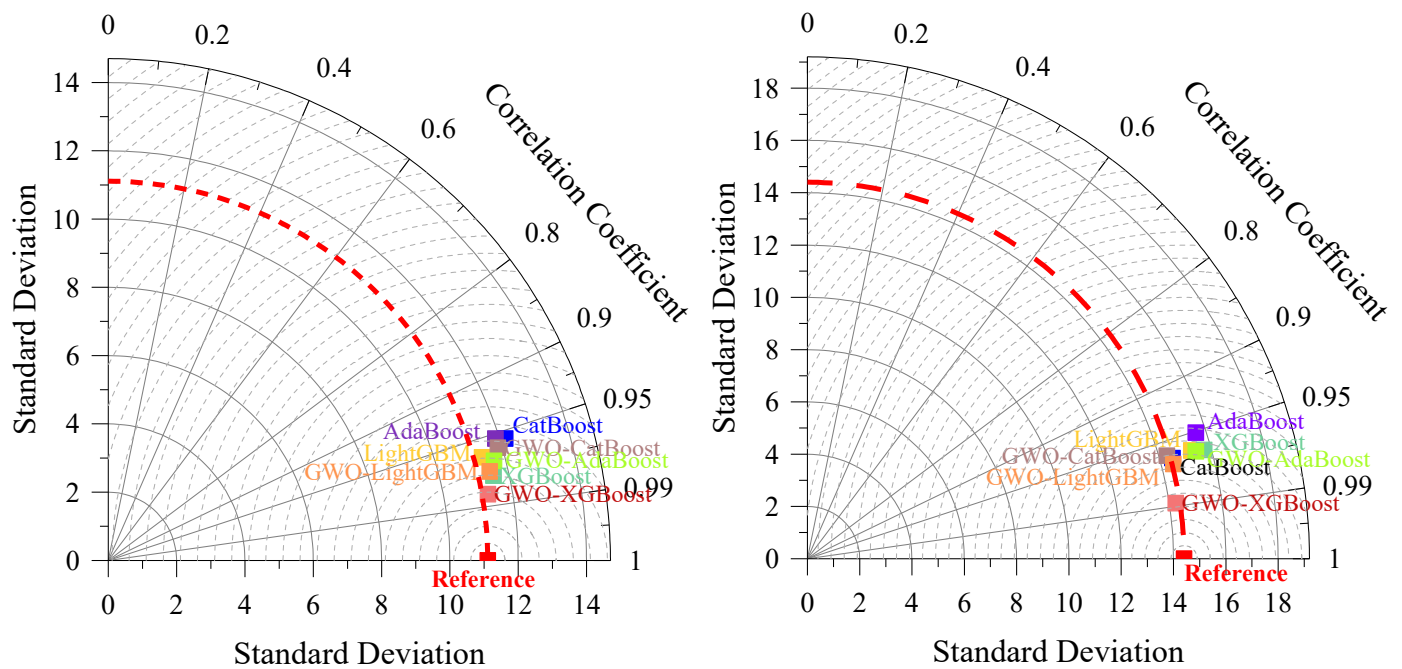 0
0.2
0.4
0.6
0.8
0.9
0.95
0.99
1
Correlation Coefficient
Standard Deviation
14
12
10
8
6
4
2
0
AdaBoost
CatBoost
LightGBM
GWO-CatBoost
GWO-AdaBoost
GWO-LightGBM
XGBoost
GWO-XGBoost
Reference
0
2
4
6
8
10
12
14
Standard Deviation
0
0.2
0.4
0.6
0.8
0.9
0.95
0.99
1
Correlation Coefficient
Standard Deviation
18
16
14
12
10
8
6
4
2
0
AdaBoost
LightGBM
XGBoost
GWO-CatBoost
GWO-AdaBoost
CatBoost
GWO-LightGBM
GWO-XGBoost
Reference
0
2
4
6
8
10
12
14
16
18
Standard Deviation